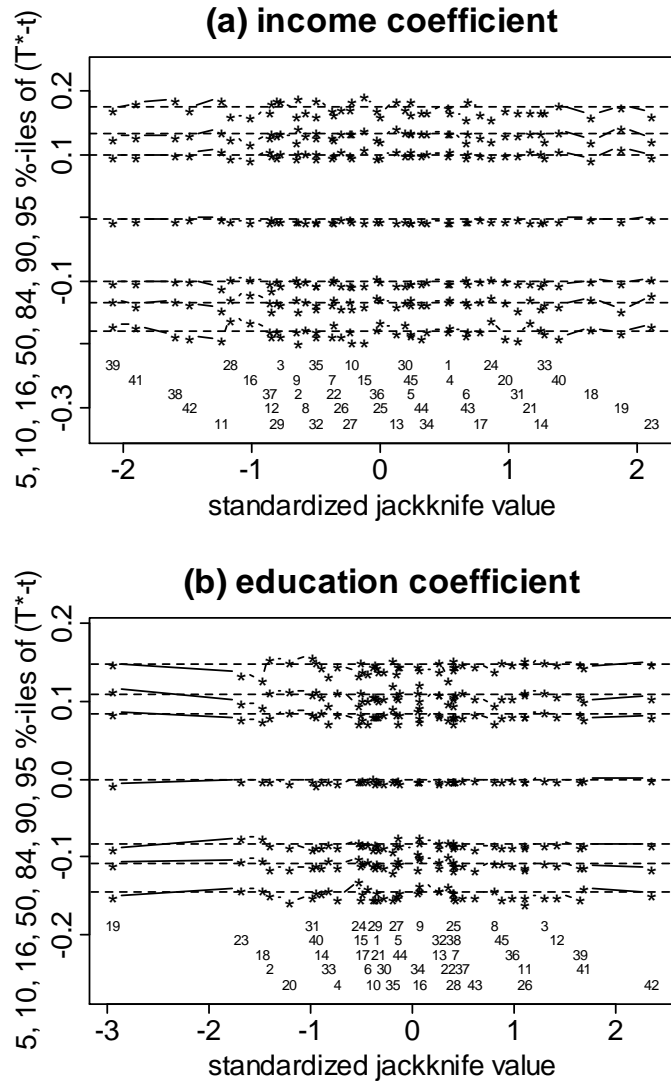 (a) income coefficient
5, 10, 16, 50, 84, 90, 95 %-iles of (T*-t)
0.2
0.1
-0.1
-0.3
39 28 3 35 10 30 1 24 33
41 16 9 7 15 45 4 20 40
38 37 2 22 36 5 6 31 18
42 12 8 26 25 44 43 21 19
11 29 32 27 13 34 17 14 23
-2 -1 0 1 2
standardized jackknife value
(b) education coefficient
5, 10, 16, 50, 84, 90, 95 %-iles of (T*-t)
0.2
0.1
0.0
-0.1
-0.2
19 31 24 29 27 9 25 8 3
23 40 15 1 5 32 38 45 12
18 14 17 21 44 13 7 36 39
2 33 6 30 34 22 37 11 41
20 4 10 35 16 28 43 26 42
-3 -2 -1 0 1 2
standardized jackknife value